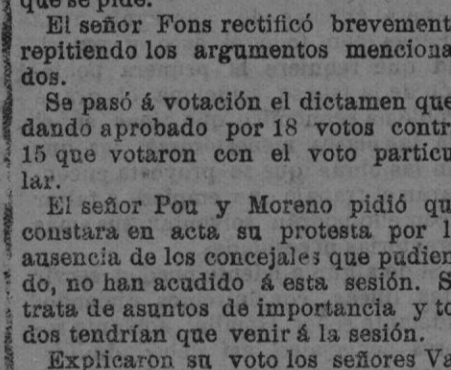 que se pide.
El señor Fons rectificó brevement
repitiendo los argumentos menciona
dos.
Se pasó á votación el dictamen que
dando aprobado por 18 votos contr
15 que votaron con el voto particu
lar.
El señor Pou y Moreno pidió qu
constara en acta su protesta por l
ausencia de los concejales que pudien
do, no han acudido á esta sesión. S
trata de asuntos de importancia y to
dos tendrían que venir á la sesión.
Explicaron su voto los señores Va